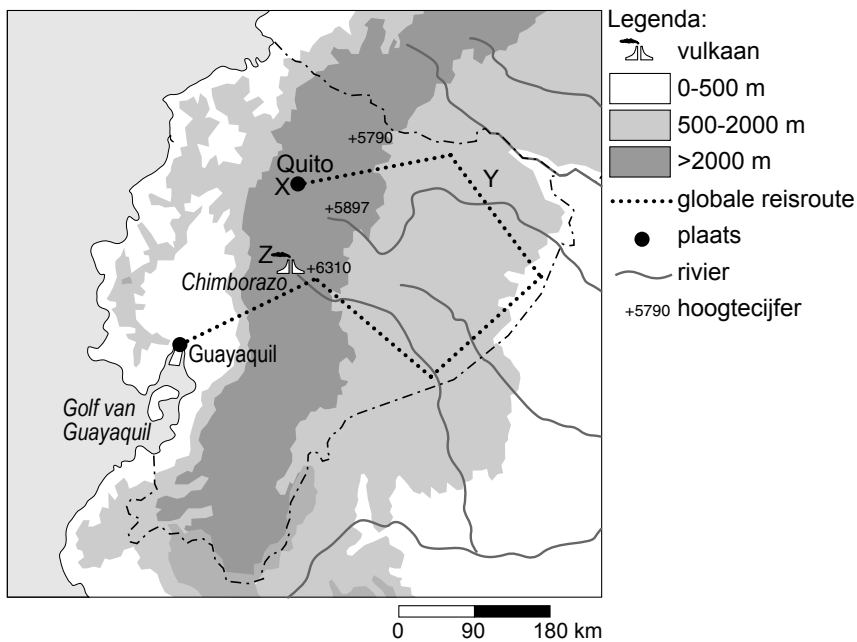 Legenda:
vulkaan
0-500 m
500-2000 m
>2000 m
globale reisroute
plaats
rivier
+5790 hoogtecijfer
+5790
Quito
X
Y
+5897
Z
+6310
Chimborazo
Guayaquil
Golf van
Guayaquil
0 90 180 km